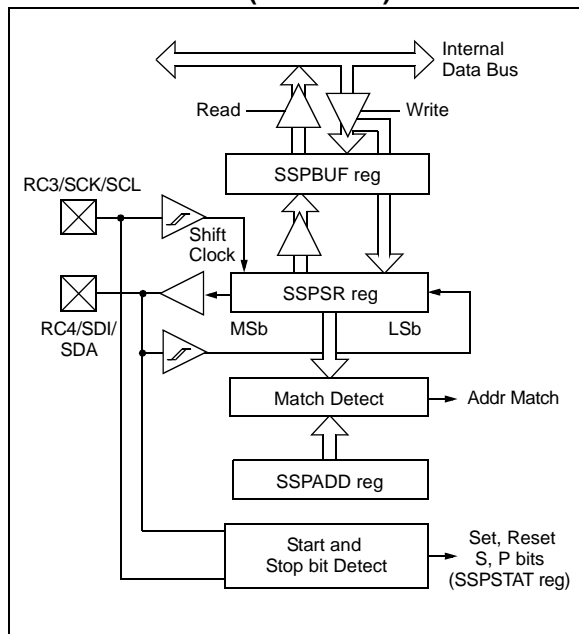 Internal
Data Bus
Read
Write
SSPBUF reg
RC3/SCK/SCL
Shift
Clock
SSPSR reg
MSb
LSb
RC4/SDI/
SDA
Match Detect
Addr Match
SSPADD reg
Start and
Stop bit Detect
Set, Reset
S, P bits
(SSPSTAT reg)